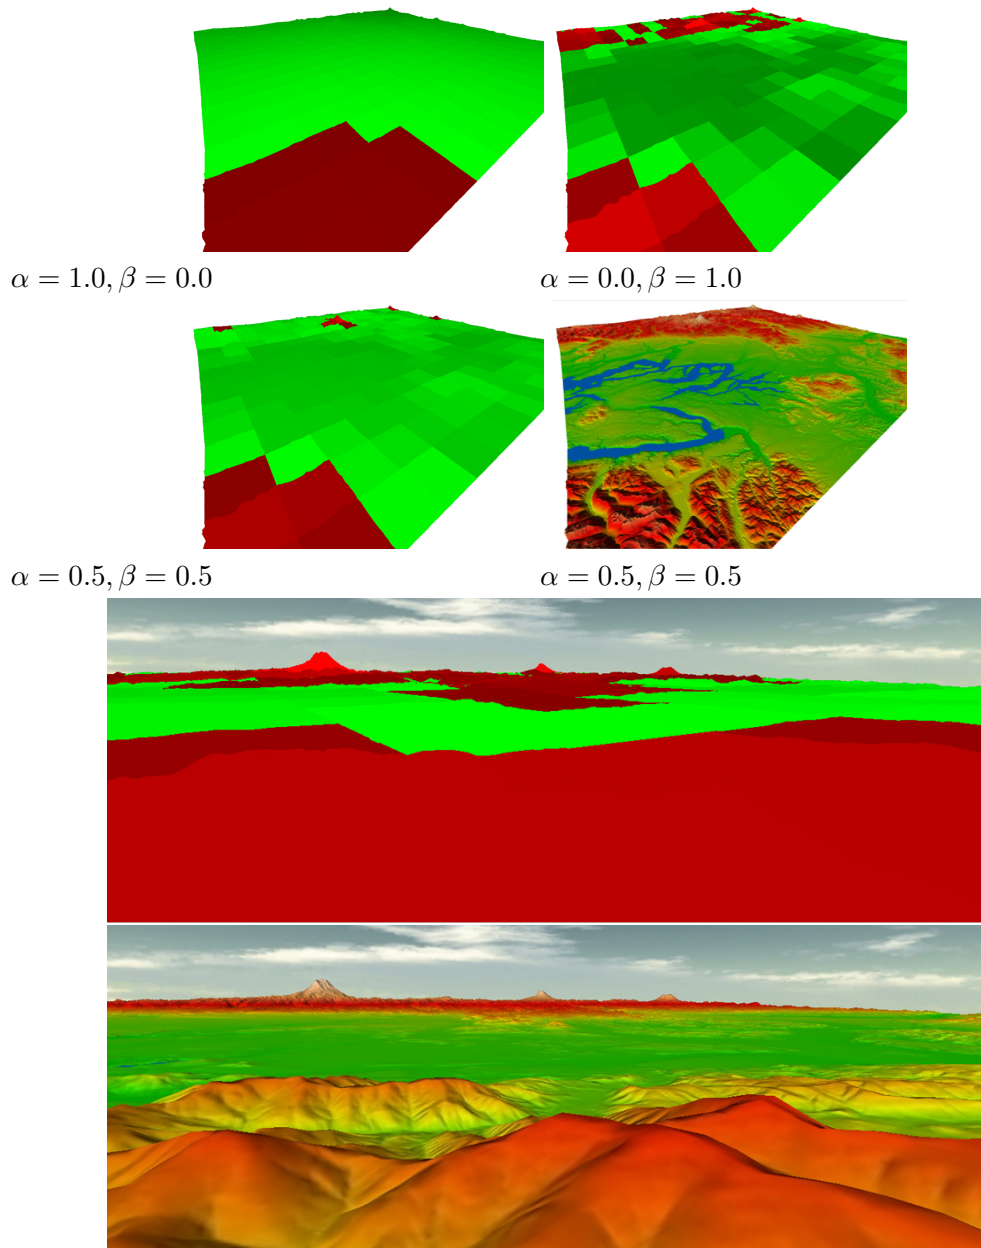 α = 1.0, β = 0.0
α = 0.0, β = 1.0
α = 0.5, β = 0.5
α = 0.5, β = 0.5